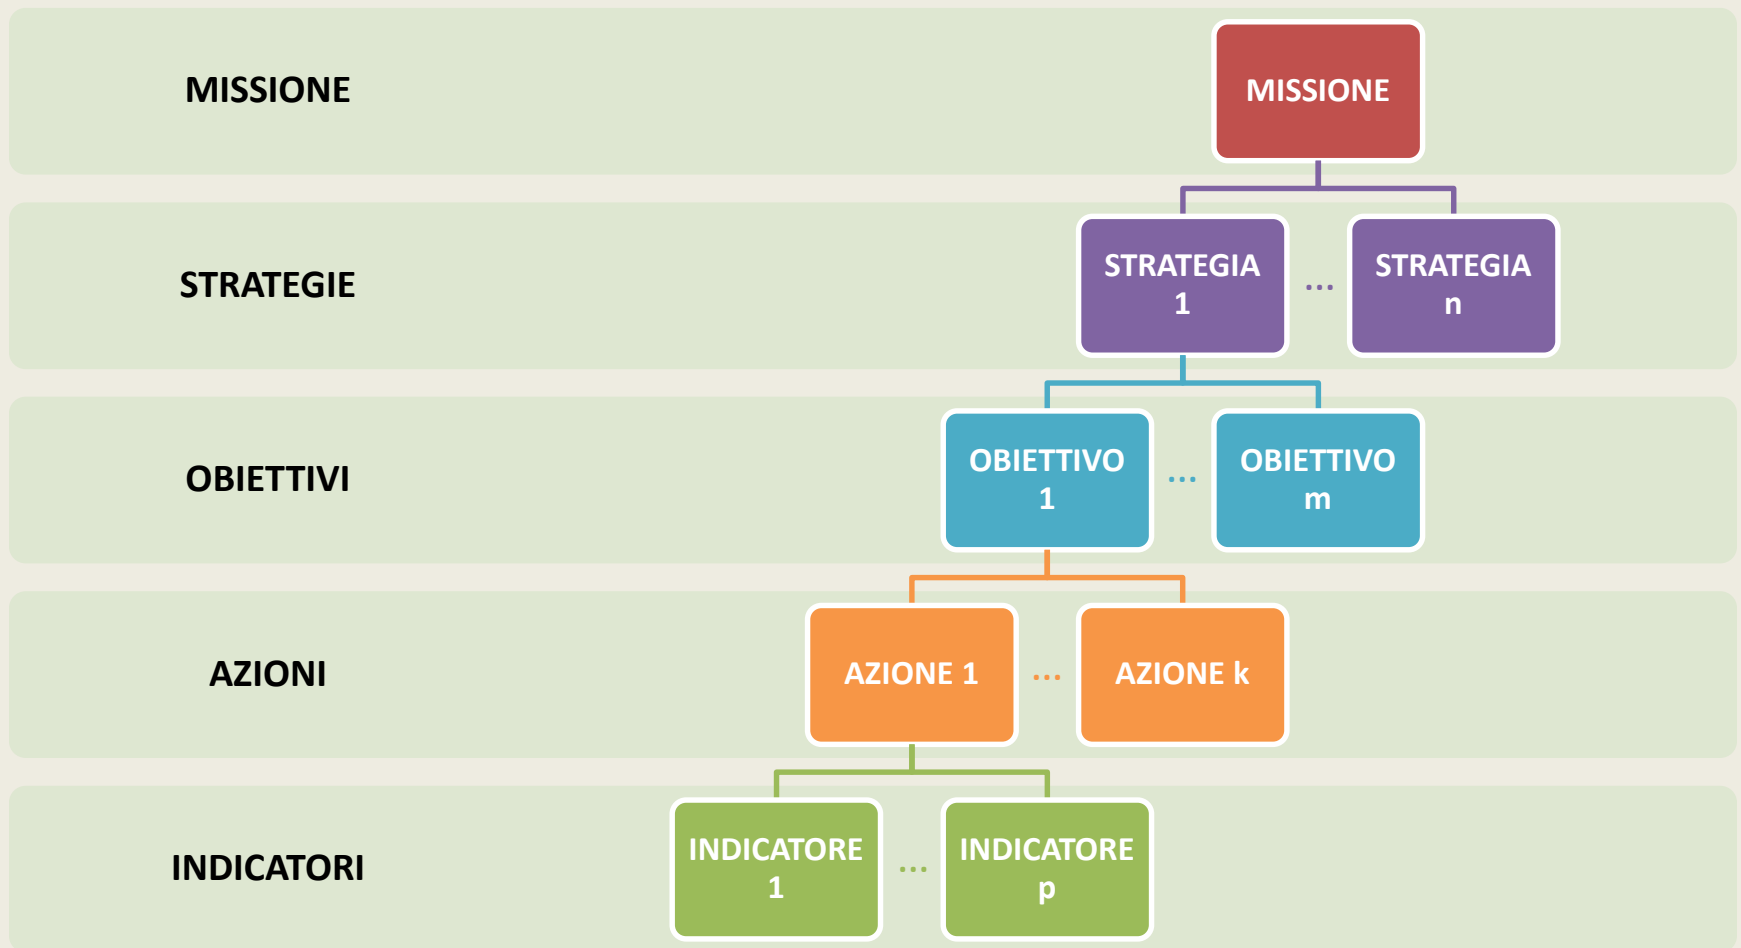 MISSIONE
MISSIONE
STRATEGIE
STRATEGIA
1
...
STRATEGIA
n
OBIETTIVI
OBIETTIVO
1
...
OBIETTIVO
m
AZIONI
AZIONE 1
...
AZIONE k
INDICATORI
INDICATORE
1
...
INDICATORE
p